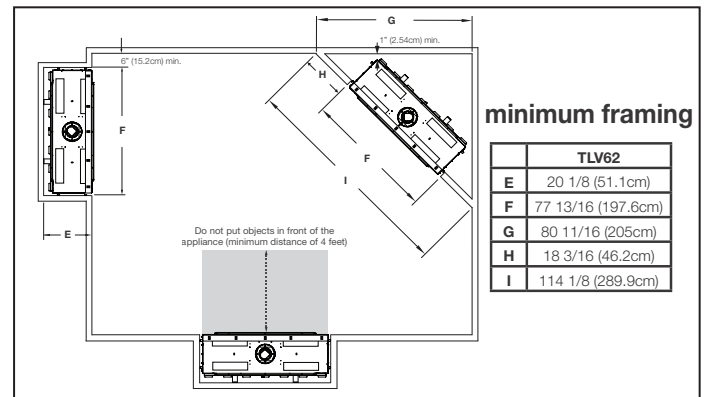 G
1" (2.54cm) min.
6" (15.2cm) min.
H
F
F
I
E
Do not put objects in front of the
appliance (minimum distance of 4 feet)
minimum framing
TLV62
E 20 1/8 (51.1cm)
F 77 13/16 (197.6cm)
G 80 11/16 (205cm)
H 18 3/16 (46.2cm)
I 114 1/8 (289.9cm)